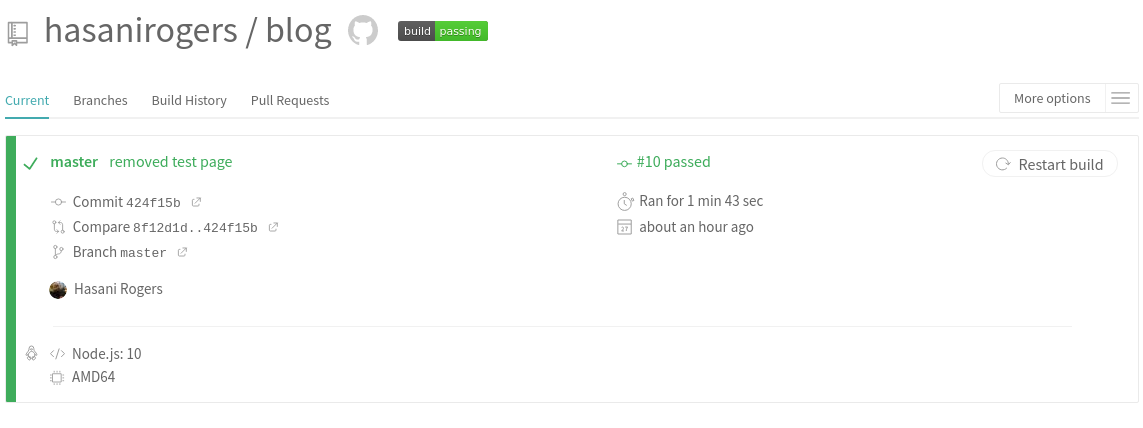 hasanirogers / blog build passing
Current Branches Build History Pull Requests More options
master removed test page #10 passed Restart build
Commit 424f15b Ran for 1 min 43 sec
Compare 8f12d1d..424f15b about an hour ago
Branch master
Hasani Rogers
Node.js: 10
AMD64